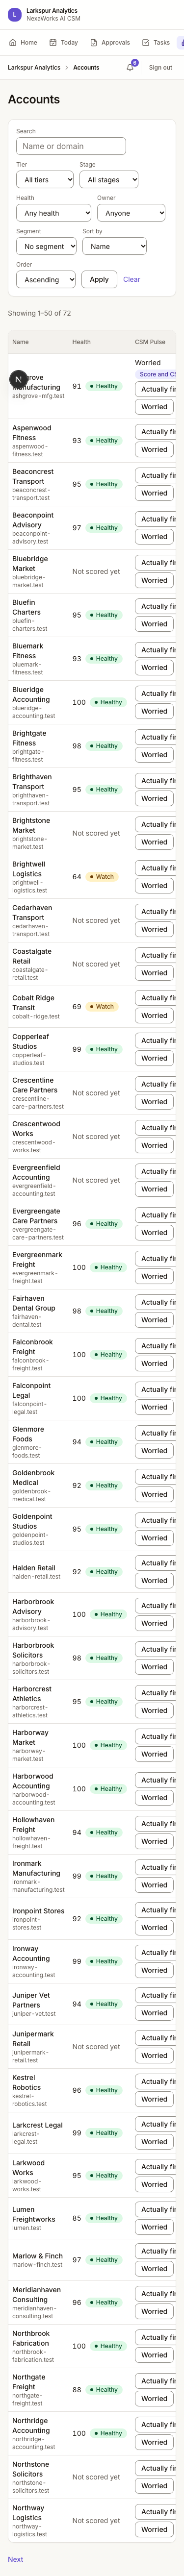 L
Larkspur Analytics
NexaWorks AI CSM
Home
Today
Approvals
Tasks
Larkspur Analytics > Accounts
6
Sign out
Accounts
Search
Name or domain
Tier
Stage
All tiers
All stages
Health
Owner
Any health
Anyone
Segment
Sort by
No segment
Name
Order
Ascending
Apply
Clear
Showing 1–50 of 72
Name
Health
CSM Pulse
Manufacturing
ashgrove-mfg.test
91
Healthy
Worried
Score and CS
Actually fi
Worried
Aspenwood
Fitness
aspenwood-
fitness.test
93
Healthy
Actually fi
Worried
Beaconcrest
Transport
beaconcrest-
transport.test
95
Healthy
Actually fi
Worried
Beaconpoint
Advisory
beaconpoint-
advisory.test
97
Healthy
Actually fi
Worried
Bluebridge
Market
bluebridge-
market.test
Not scored yet
Actually fi
Worried
Bluefin
Charters
bluefin-
charters.test
95
Healthy
Actually fi
Worried
Bluemark
Fitness
bluemark-
fitness.test
93
Healthy
Actually fi
Worried
Blueridge
Accounting
blueridge-
accounting.test
100
Healthy
Actually fi
Worried
Brightgate
Fitness
brightgate-
fitness.test
98
Healthy
Actually fi
Worried
Brighthaven
Transport
brighthaven-
transport.test
95
Healthy
Actually fi
Worried
Brightstone
Market
brightstone-
market.test
Not scored yet
Actually fi
Worried
Brightwell
Logistics
brightwell-
logistics.test
64
Watch
Actually fi
Worried
Cedarhaven
Transport
cedarhaven-
transport.test
Not scored yet
Actually fi
Worried
Coastalgate
Retail
coastalgate-
retail.test
Not scored yet
Actually fi
Worried
Cobalt Ridge
Transit
cobalt-ridge.test
69
Watch
Actually fi
Worried
Copperleaf
Studios
copperleaf-
studios.test
99
Healthy
Actually fi
Worried
Crescentline
Care Partners
crescentline-
care-partners.test
Not scored yet
Actually fi
Worried
Crescentwood
Works
crescentwood-
works.test
Not scored yet
Actually fi
Worried
Evergreenfield
Accounting
evergreenfield-
accounting.test
Not scored yet
Actually fi
Worried
Evergreengate
Care Partners
evergreengate-
care-partners.test
96
Healthy
Actually fi
Worried
Evergreenmark
Freight
evergreenmark-
freight.test
100
Healthy
Actually fi
Worried
Fairhaven
Dental Group
fairhaven-
dental.test
98
Healthy
Actually fi
Worried
Falconbrook
Freight
falconbrook-
freight.test
100
Healthy
Actually fi
Worried
Falconpoint
Legal
falconpoint-
legal.test
100
Healthy
Actually fi
Worried
Glenmore
Foods
glenmore-
foods.test
94
Healthy
Actually fi
Worried
Goldenbrook
Medical
goldenbrook-
medical.test
92
Healthy
Actually fi
Worried
Goldenpoint
Studios
goldenpoint-
studios.test
95
Healthy
Actually fi
Worried
Halden Retail
halden-retail.test
92
Healthy
Actually fi
Worried
Harborbrook
Advisory
harborbrook-
advisory.test
100
Healthy
Actually fi
Worried
Harborbrook
Solicitors
harborbrook-
solicitors.test
98
Healthy
Actually fi
Worried
Harborcrest
Athletics
harborcrest-
athletics.test
95
Healthy
Actually fi
Worried
Harborway
Market
harborway-
market.test
100
Healthy
Actually fi
Worried
Harborwood
Accounting
harborwood-
accounting.test
100
Healthy
Actually fi
Worried
Hollowhaven
Freight
hollowhaven-
freight.test
94
Healthy
Actually fi
Worried
Ironmark
Manufacturing
ironmark-
manufacturing.test
99
Healthy
Actually fi
Worried
Ironpoint Stores
ironpoint-
stores.test
92
Healthy
Actually fi
Worried
Ironway
Accounting
ironway-
accounting.test
99
Healthy
Actually fi
Worried
Juniper Vet
Partners
juniper-vet.test
94
Healthy
Actually fi
Worried
Junipermark
Retail
junipermark-
retail.test
Not scored yet
Actually fi
Worried
Kestrel
Robotics
kestrel-
robotics.test
96
Healthy
Actually fi
Worried
Larkcrest Legal
larkcrest-
legal.test
99
Healthy
Actually fi
Worried
Larkwood
Works
larkwood-
works.test
95
Healthy
Actually fi
Worried
Lumen
Freightworks
lumen.test
85
Healthy
Actually fi
Worried
Marlow & Finch
marlow-finch.test
97
Healthy
Actually fi
Worried
Meridianhaven
Consulting
meridianhaven-
consulting.test
96
Healthy
Actually fi
Worried
Northbrook
Fabrication
northbrook-
fabrication.test
100
Healthy
Actually fi
Worried
Northgate
Freight
northgate-
freight.test
88
Healthy
Actually fi
Worried
Northridge
Accounting
northridge-
accounting.test
100
Healthy
Actually fi
Worried
Northstone
Solicitors
northstone-
solicitors.test
Not scored yet
Actually fi
Worried
Northway
Logistics
northway-
logistics.test
Not scored yet
Actually fi
Worried
Next